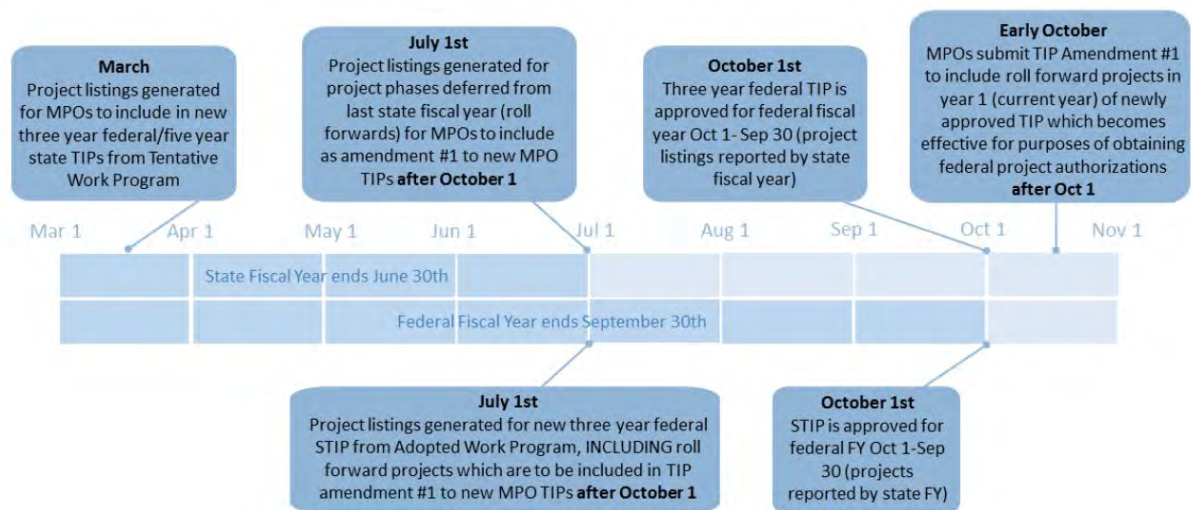 March
Project listings generated
for MPOs to include in new
three year federal/five year
state TIPs from Tentative
Work Program
July 1st
Project listings generated for
project phases deferred from
last state fiscal year (roll
forwards) for MPOs to include
as amendment #1 to new MPO
TIPs after October 1
October 1st
Three year federal TIP is
approved for federal fiscal
year Oct 1- Sep 30 (project
listings reported by state
fiscal year)
Early October
MPOs submit TIP Amendment #1
to include roll forward projects in
year 1 (current year) of newly
approved TIP which becomes
effective for purposes of obtaining
federal project authorizations
after Oct 1
Mar 1
Apr 1
May 1
Jun 1
Jul 1
Aug 1
Sep 1
Oct 1
Nov 1
State Fiscal Year ends June 30th
Federal Fiscal Year ends September 30th
July 1st
Project listings generated for new three year federal
STIP from Adopted Work Program, INCLUDING roll
forward projects which are to be included in TIP
amendment #1 to new MPO TIPs after October 1
October 1st
STIP is approved for
federal FY Oct 1-Sep
30 (projects
reported by state FY)